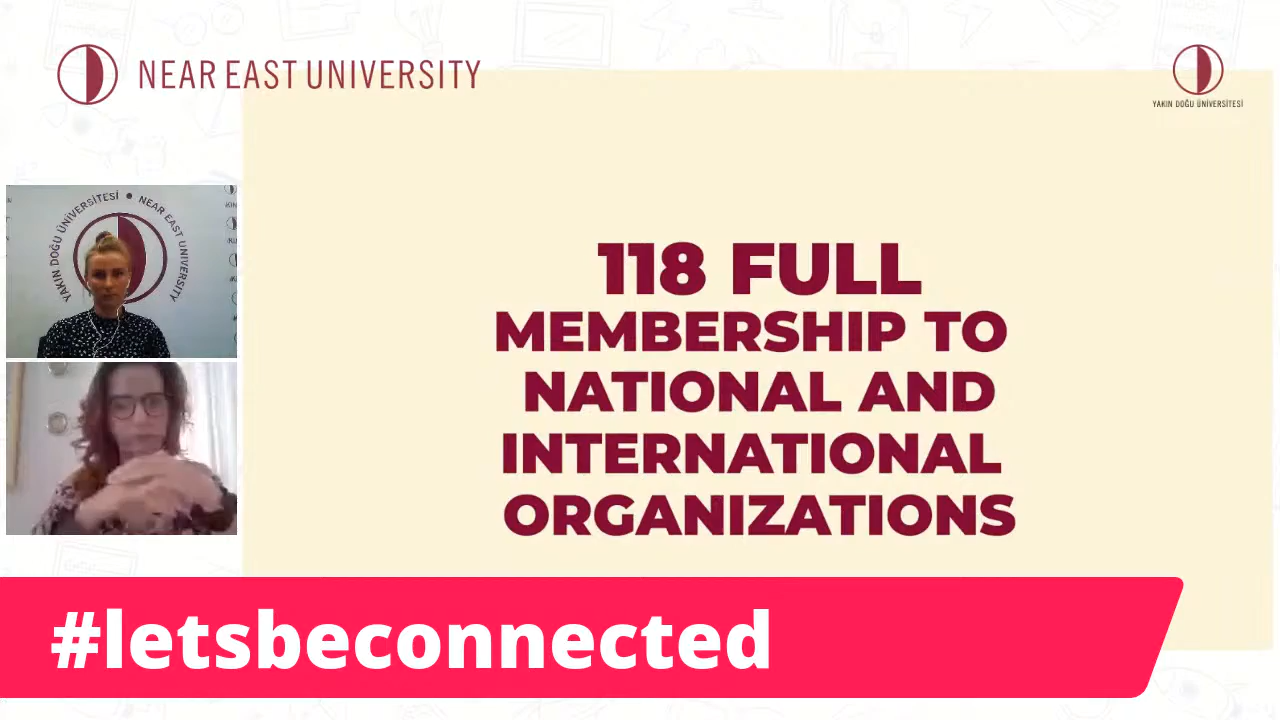 NEAR EAST UNIVERSITY
YAKIN DOĞU ÜNİVERSİTESİ
YAKIN DOĞU ÜNİVERSİTESİ • NEAR EAST UNIVERSITY
118 FULL
MEMBERSHIP TO
NATIONAL AND
INTERNATIONAL
ORGANIZATIONS
#letsbeconnected